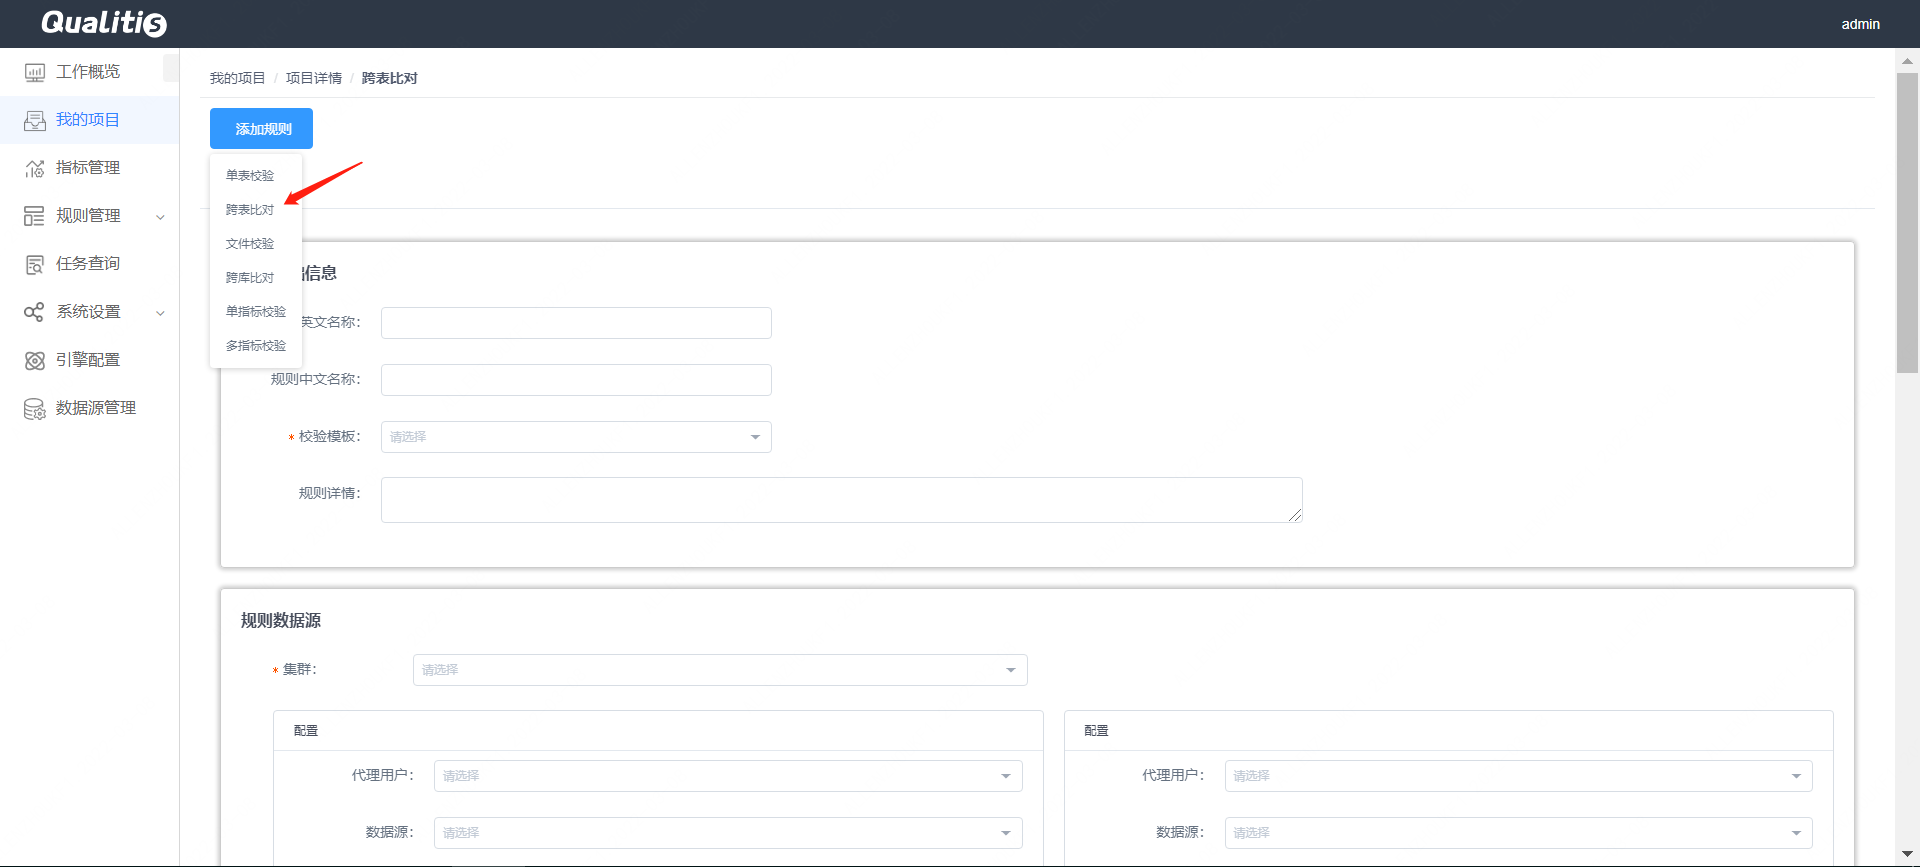 Qualitis
admin
工作概览
我的项目
指标管理
规则管理
任务查询
系统设置
引擎配置
数据源管理
我的项目 / 项目详情 / 跨表比对
添加规则
单表校验
跨表比对
文件校验
跨库比对
单指标校验
多指标校验
信息
英文名称：
规则中文名称：
* 校验模板： 请选择
规则详情：
规则数据源
* 集群： 请选择
配置
代理用户： 请选择
数据源： 请选择
配置
代理用户： 请选择
数据源： 请选择